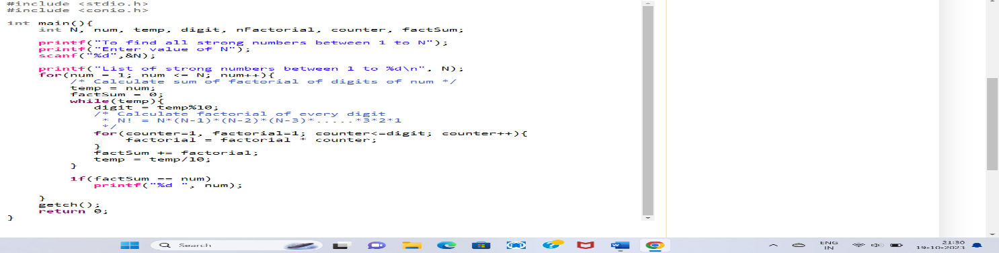 #include <stdio.h>
#include <conio.h>

int main(){
    int N, num, temp, digit, nFactorial, counter, factSum;

    printf("To find all strong numbers between 1 to N");
    printf("Enter value of N");
    scanf("%d",&N);

    printf("List of strong numbers between 1 to %d\n", N);
    for(num = 1; num <= N; num++){
        /* Calculate sum of factorial of digits of num */
        temp = num;
        factSum = 0;
        while(temp){
           digit = temp%10;
           /* Calculate factorial of every digit
            * N! = N*(N-1)*(N-2)*(N-3)*.....*3*2*1
            */
           for(counter=1, factorial=1; counter<=digit; counter++){
               factorial = factorial * counter;
           }
           factSum += factorial;
           temp = temp/10;
        }

        if(factSum == num)
           printf("%d ", num);

    }
    getch();
    return 0;
}
Search
ENG
IN
21:30
19-10-2023